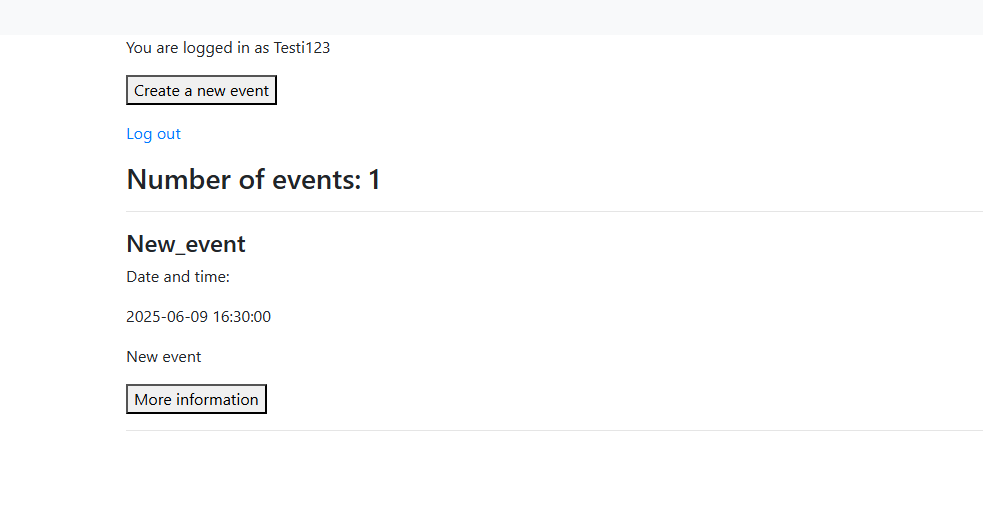 You are logged in as Testi123
Create a new event
Log out
Number of events: 1
New_event
Date and time:
2025-06-09 16:30:00
New event
More information